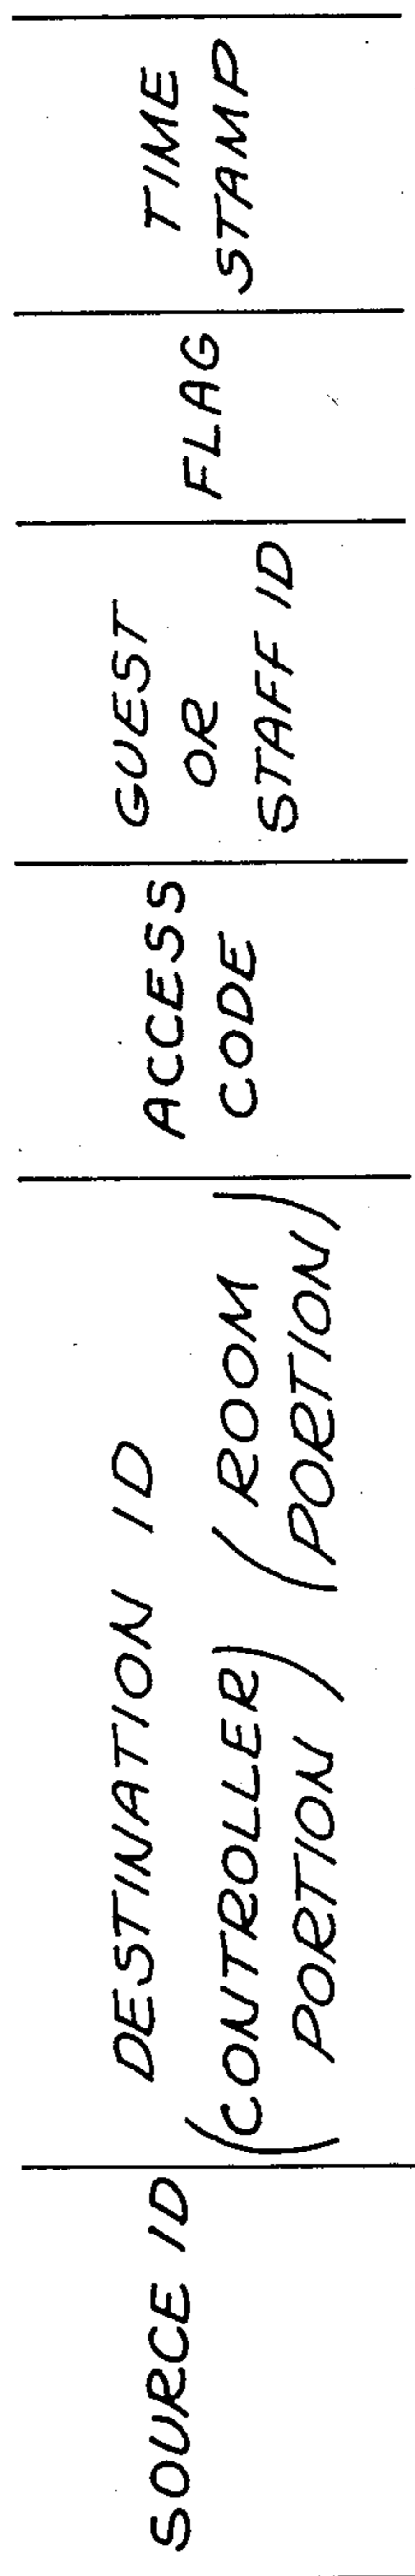 SOURCE ID
DESTINATION ID
(CONTROLLER PORTION) (ROOM PORTION)
ACCESS
CODE
GUEST
OR
STAFF ID
FLAG
TIME
STAMP